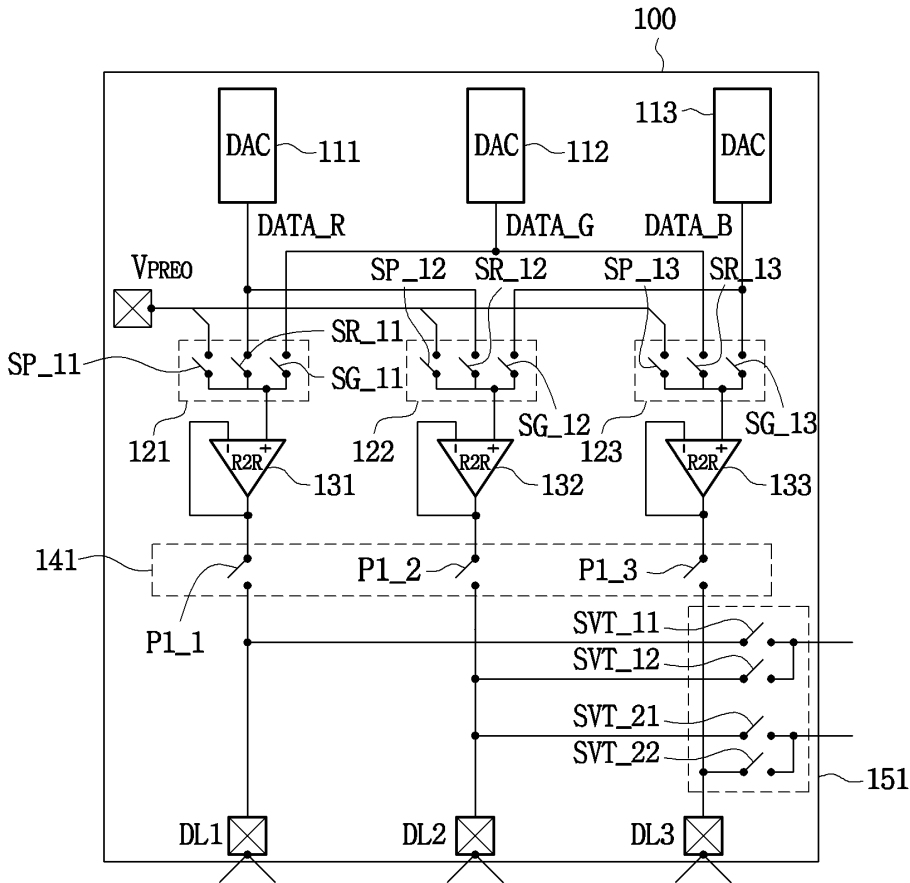 100
DAC
111
DAC
112
113
DAC
DATA_R
DATA_G
DATA_B
VPREO
SP_12
SR_12
SP_13
SR_13
SP_11
SR_11
SG_11
SG_12
SG_13
121
122
123
R2R
131
R2R
132
R2R
133
141
P1_1
P1_2
P1_3
SVT_11
SVT_12
SVT_21
SVT_22
151
DL1
DL2
DL3